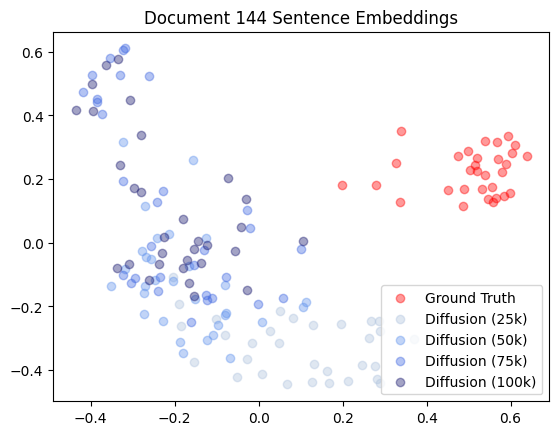 Document 144 Sentence Embeddings
0.6
0.4
0.2
0.0
−0.2
−0.4
−0.4
−0.2
0.0
0.2
0.4
0.6
Ground Truth
Diffusion (25k)
Diffusion (50k)
Diffusion (75k)
Diffusion (100k)